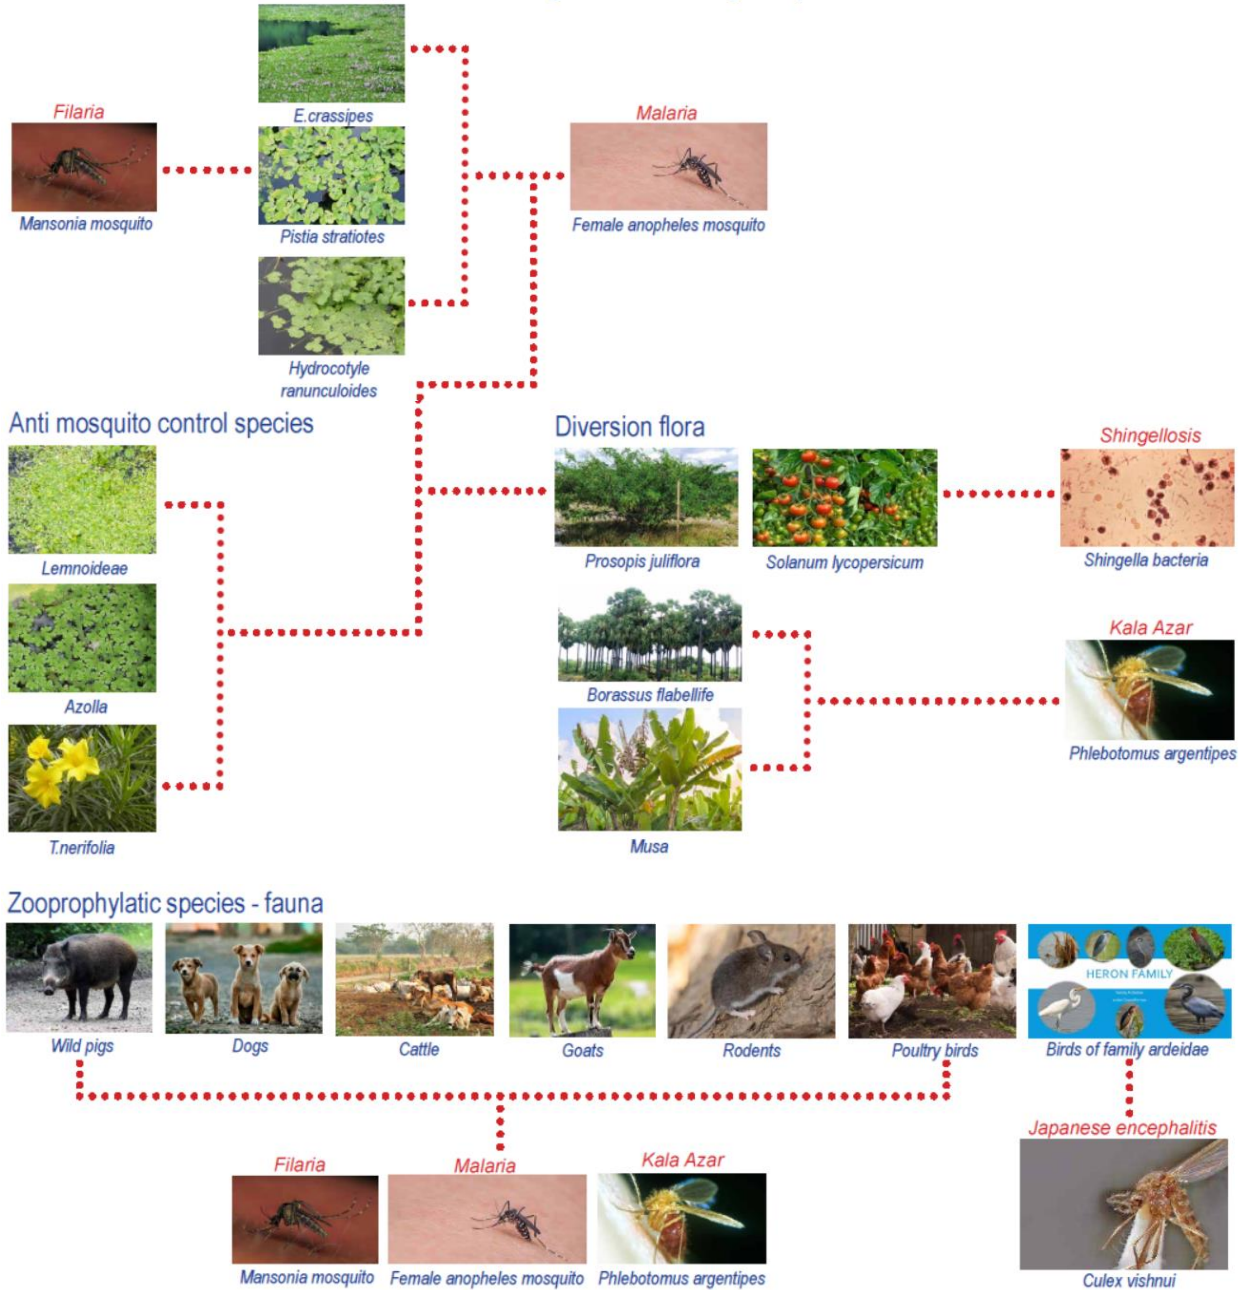 E.crassipes
Filaria
Mansonia mosquito
Pistia stratiotes
Malaria
Female anopheles mosquito
Hydrocotyle
ranunculoides
Anti mosquito control species
Lemnoideae
Azolla
T.nerifolia
Diversion flora
Prosopis juliflora
Solanum lycopersicum
Shingellosis
Shingella bacteria
Borassus flabellife
Musa
Kala Azar
Phlebotomus argentipes
Zooprophylatic species - fauna
Wild pigs
Dogs
Cattle
Goats
Rodents
Poultry birds
HERON FAMILY
Birds of family ardeidae
Filaria
Mansonia mosquito
Malaria
Female anopheles mosquito
Kala Azar
Phlebotomus argentipes
Japanese encephalitis
Culex vishnui